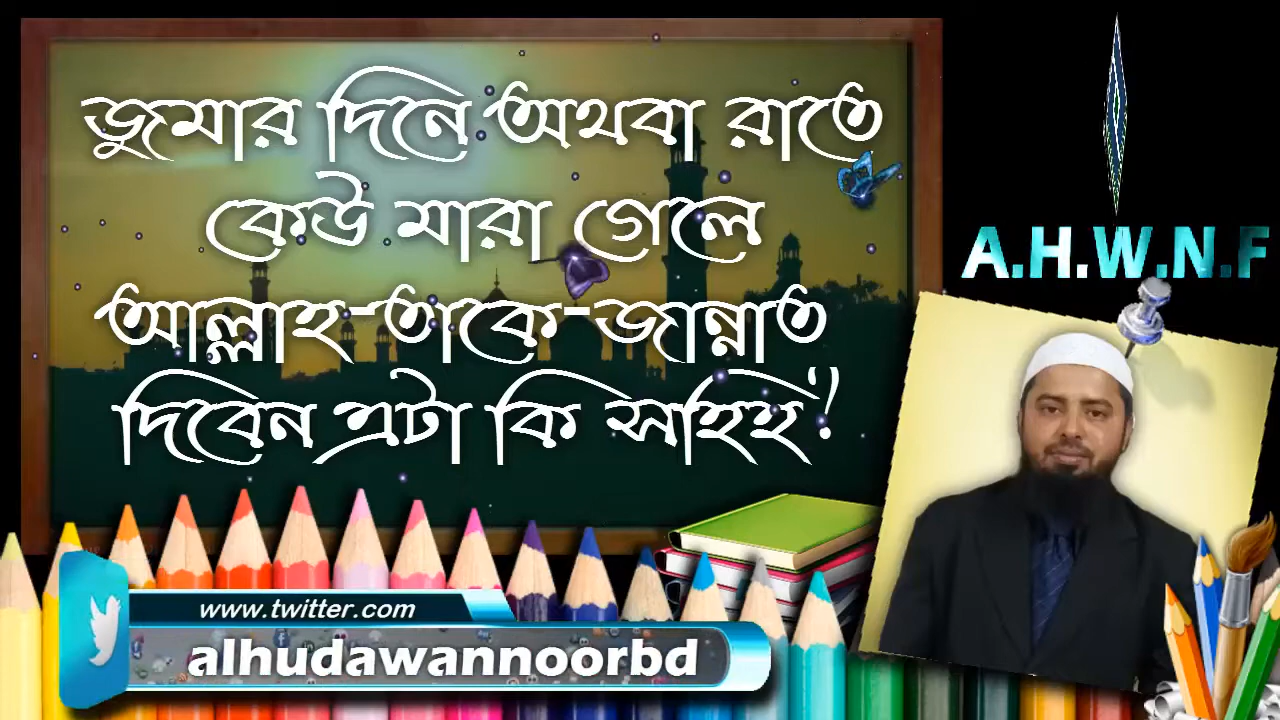 জুমার দিনে অথবা রাতে
কেউ মারা গেলে
আল্লাহ-তাকে-জান্নাত
দিবেন এটা কি সহিহ্!
A.H.W.N.F
www.twitter.com
alhudawannoorbd